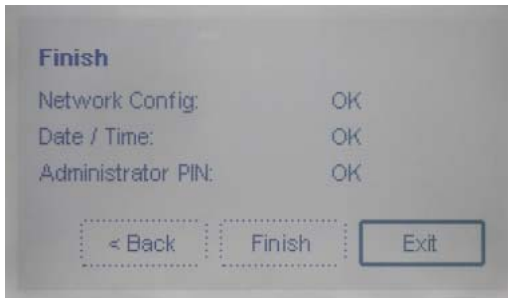 Finish
Network Config: OK
Date / Time: OK
Administrator PIN: OK
< Back Finish Exit